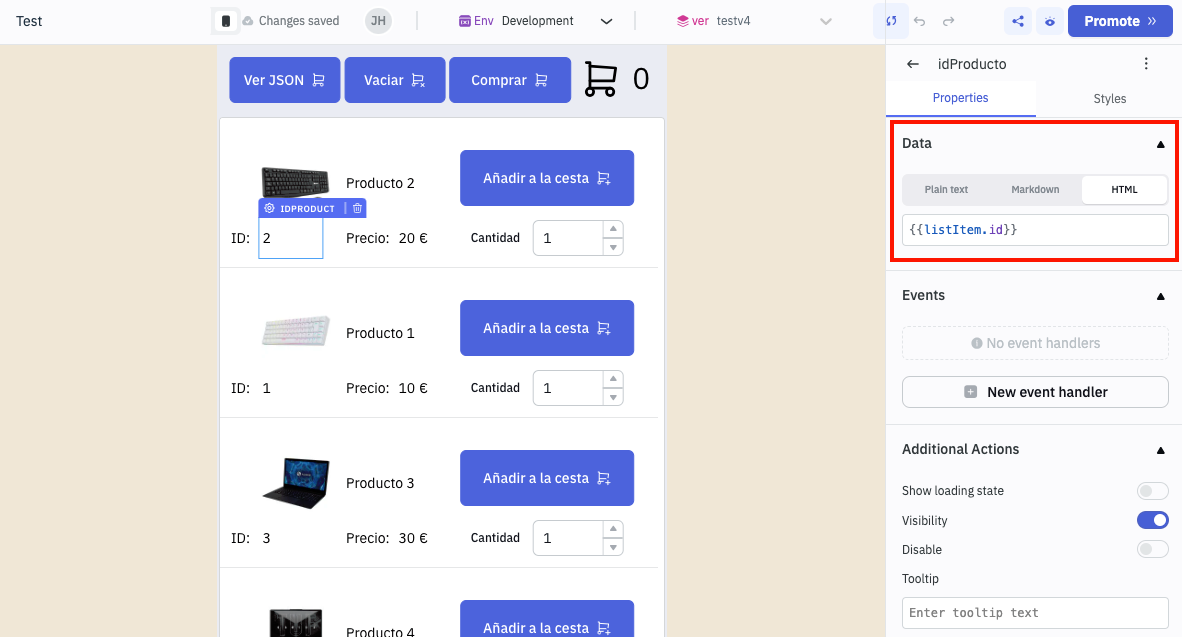 Test
Changes saved
JH
Env Development
ver testv4
Promote »
Ver JSON
Vaciar
Comprar
0
Producto 2
Añadir a la cesta
IDPRODUCT
ID: 2
Precio: 20 €
Cantidad 1
Producto 1
Añadir a la cesta
ID: 1
Precio: 10 €
Cantidad 1
Producto 3
Añadir a la cesta
ID: 3
Precio: 30 €
Cantidad 1
Producto 4
Añadir a la cesta
idProducto
Properties
Styles
Data
Plain text
Markdown
HTML
{{listItem.id}}
Events
No event handlers
New event handler
Additional Actions
Show loading state
Visibility
Disable
Tooltip
Enter tooltip text